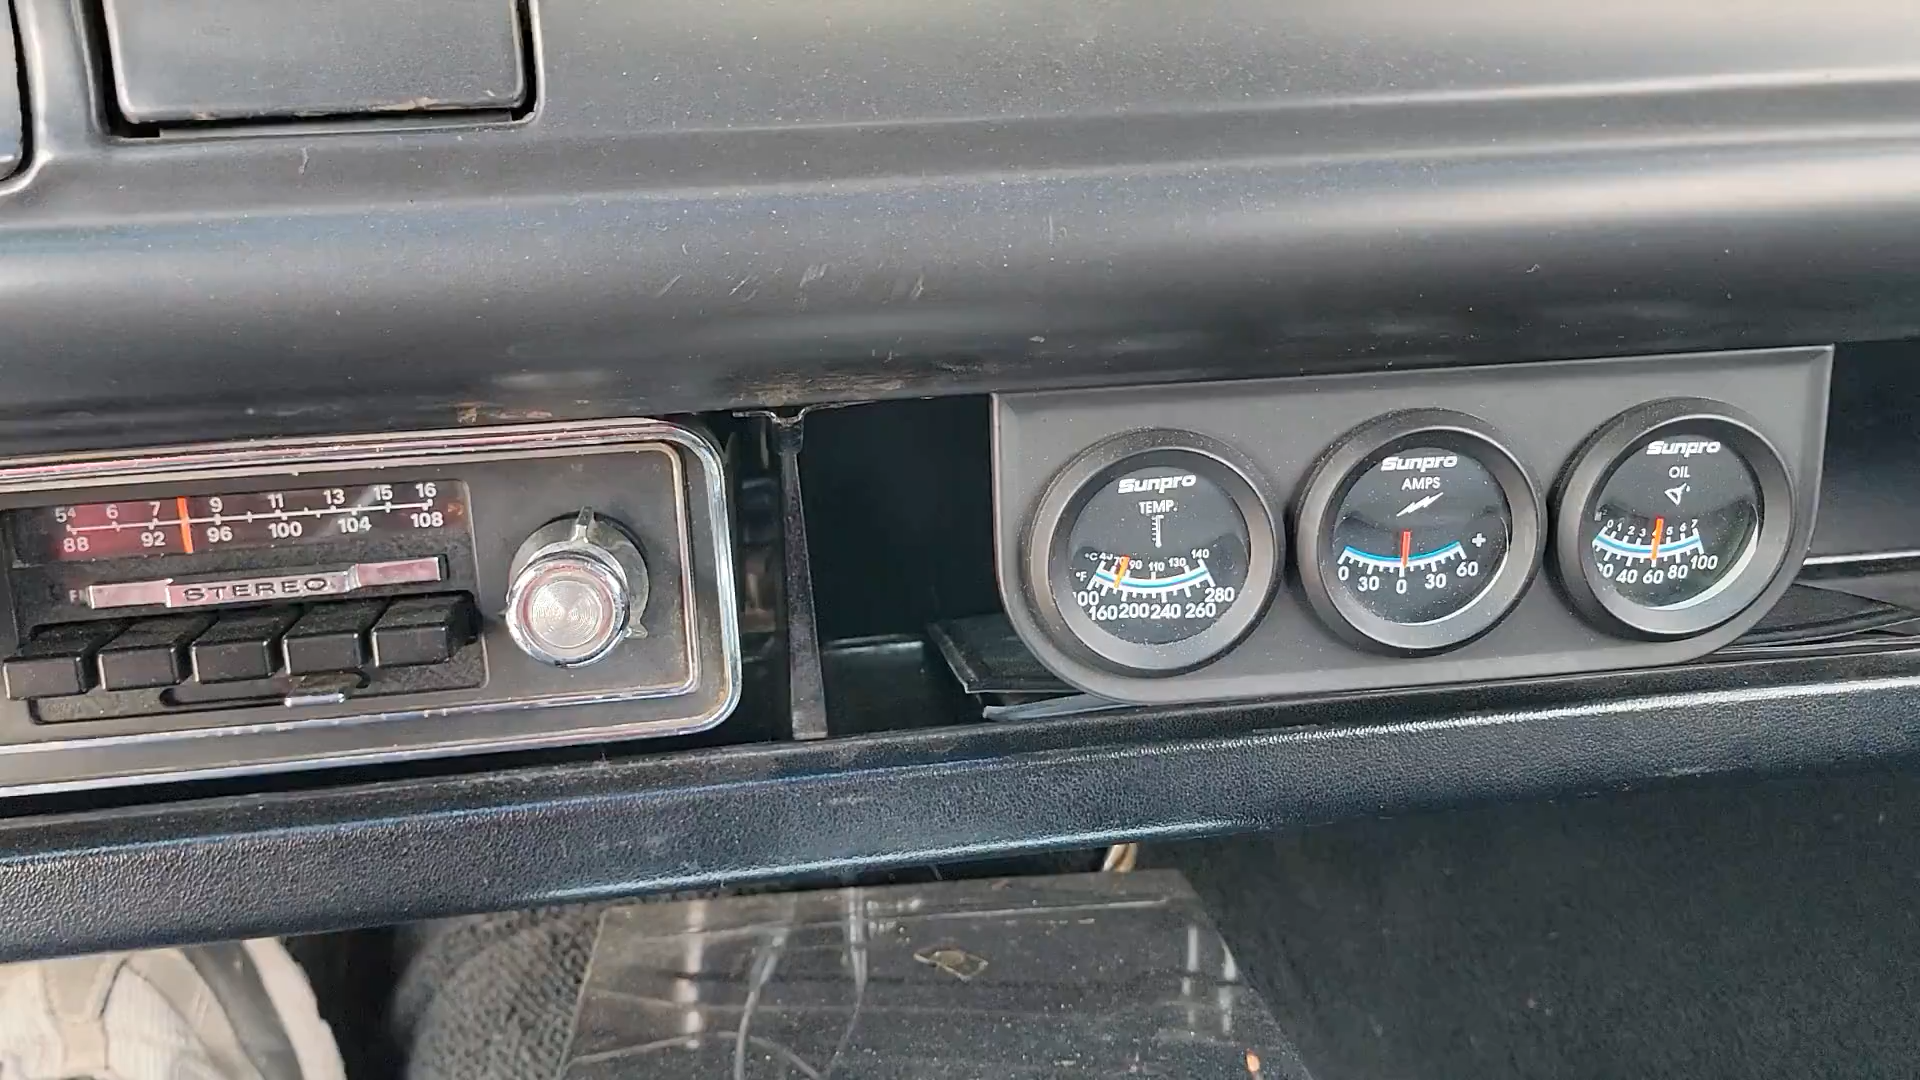 54 6 7 9 11 13 15 16
88 92 96 100 104 108
STEREO
Sunpro
TEMP.
°C 90 110 130 140
°F 280
160 200 240 260
Sunpro
AMPS
+
0 30 0 30 60
Sunpro
OIL
0 1 2 3 5 6 7
40 60 80 100